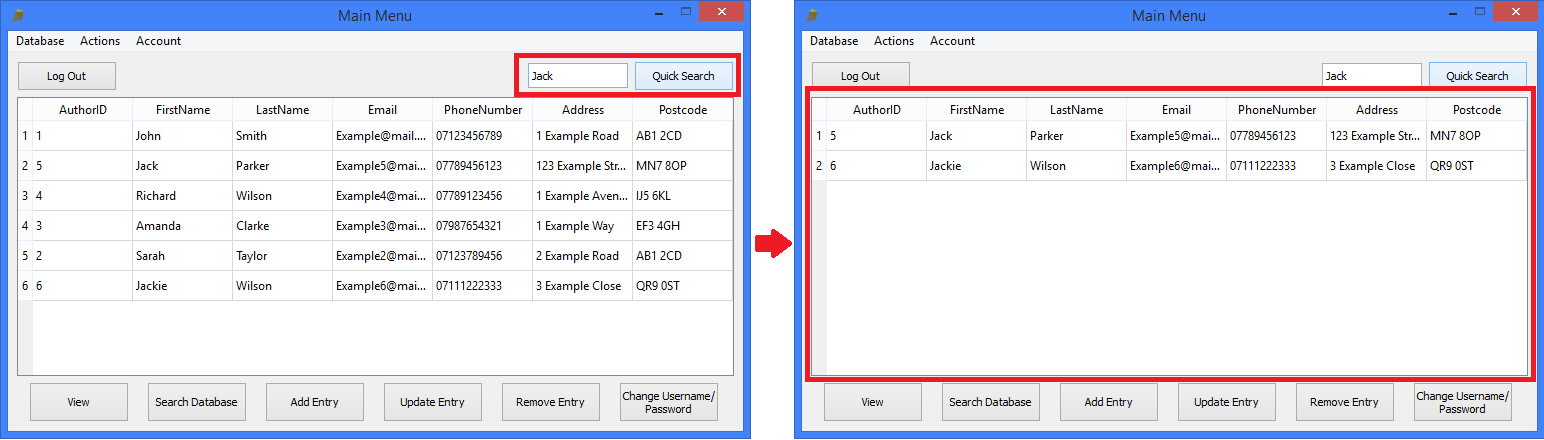 Main Menu
Database Actions Account
Log Out Jack Quick Search
AuthorID FirstName LastName Email PhoneNumber Address Postcode
1 1 John Smith Example@mail.... 07123456789 1 Example Road AB1 2CD
2 5 Jack Parker Example5@mai... 07789456123 123 Example Str... MN7 8OP
3 4 Richard Wilson Example4@mai... 07789123456 1 Example Aven... IJ5 6KL
4 3 Amanda Clarke Example3@mai... 07987654321 1 Example Way EF3 4GH
5 2 Sarah Taylor Example2@mai... 07123789456 2 Example Road AB1 2CD
6 6 Jackie Wilson Example6@mai... 07111222333 3 Example Close QR9 0ST
View Search Database Add Entry Update Entry Remove Entry Change Username/
Password
Main Menu
Database Actions Account
Log Out Jack Quick Search
AuthorID FirstName LastName Email PhoneNumber Address Postcode
1 5 Jack Parker Example5@mai... 07789456123 123 Example Str... MN7 8OP
2 6 Jackie Wilson Example6@mai... 07111222333 3 Example Close QR9 0ST
View Search Database Add Entry Update Entry Remove Entry Change Username/
Password